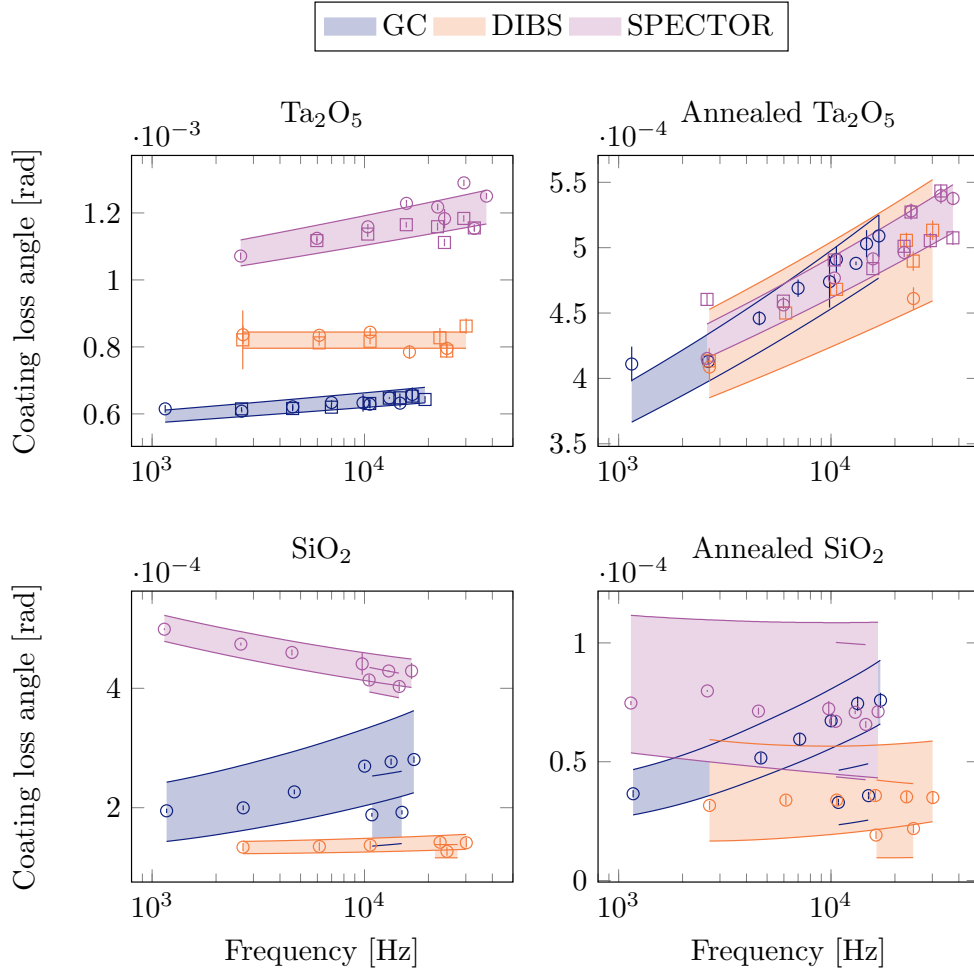 GC DIBS SPECTOR
Ta₂O₅
·10⁻³
Coating loss angle [rad]
1.2
1
0.8
0.6
10³ 10⁴
Annealed Ta₂O₅
·10⁻⁴
5.5
5
4.5
4
3.5
10³ 10⁴
SiO₂
·10⁻⁴
Coating loss angle [rad]
4
2
10³ 10⁴
Frequency [Hz]
Annealed SiO₂
·10⁻⁴
1
0.5
0
10³ 10⁴
Frequency [Hz]